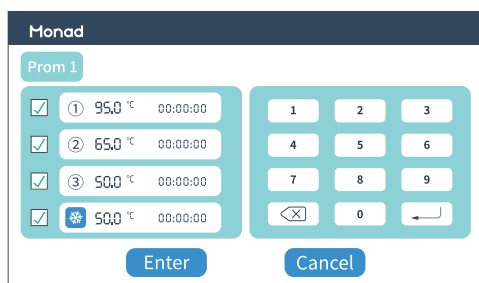 Monad
Prom 1
① 95.0 ℃ 00:00:00
② 65.0 ℃ 00:00:00
③ 50.0 ℃ 00:00:00
50.0 ℃ 00:00:00
1 2 3
4 5 6
7 8 9
0
Enter Cancel